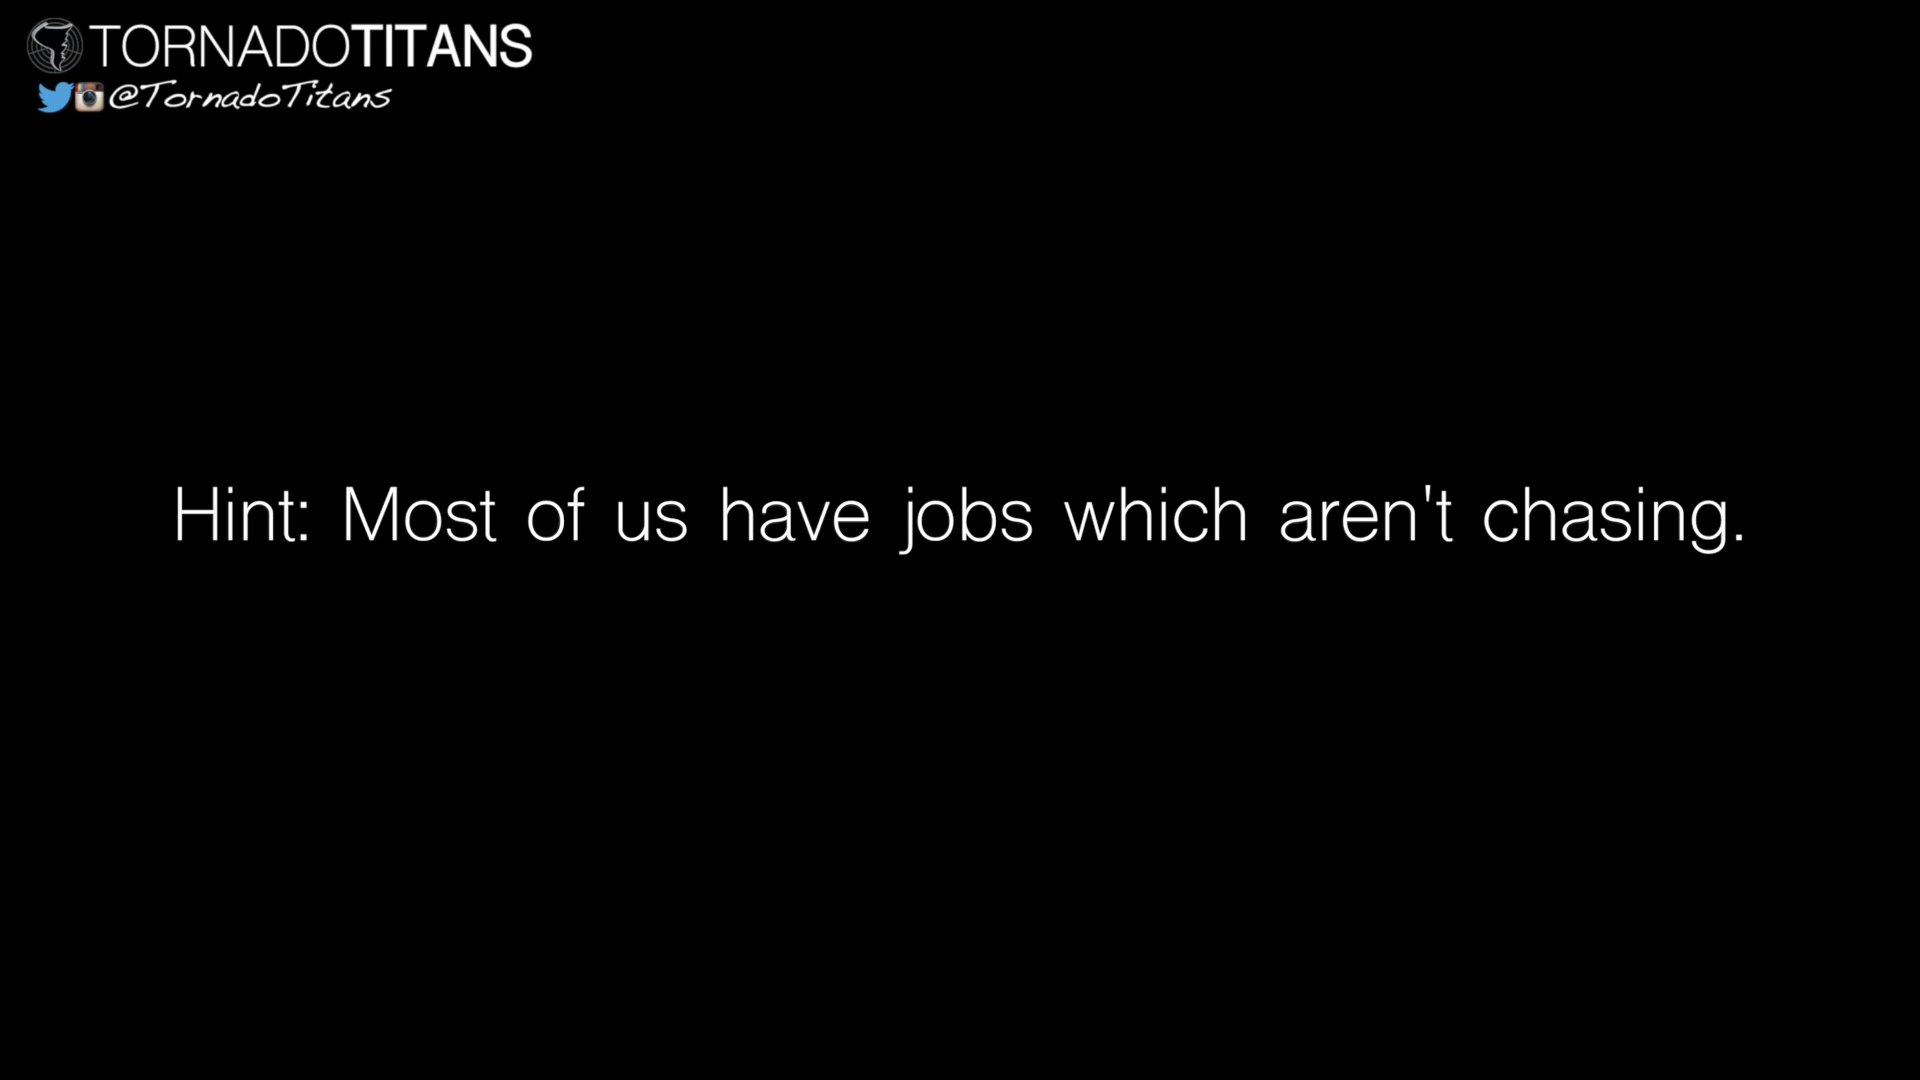 TORNADOTITANS
@TornadoTitans
Hint: Most of us have jobs which aren't chasing.